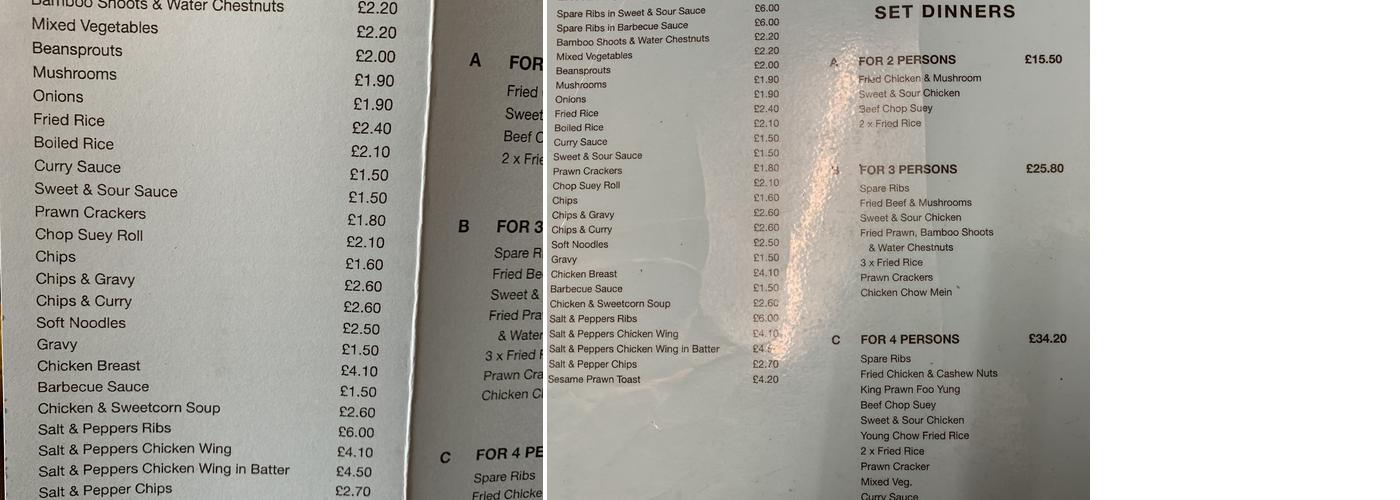 Bamboo Shoots & Water Chestnuts £2.20
Mixed Vegetables £2.20
Beansprouts £2.00
Mushrooms £1.90
Onions £1.90
Fried Rice £2.40
Boiled Rice £2.10
Curry Sauce £1.50
Sweet & Sour Sauce £1.50
Prawn Crackers £1.80
Chop Suey Roll £2.10
Chips £1.60
Chips & Gravy £2.60
Chips & Curry £2.60
Soft Noodles £2.50
Gravy £1.50
Chicken Breast £4.10
Barbecue Sauce £1.50
Chicken & Sweetcorn Soup £2.60
Salt & Peppers Ribs £6.00
Salt & Peppers Chicken Wing £4.10
Salt & Peppers Chicken Wing in Batter £4.50
Salt & Pepper Chips £2.70
A FOR
Fried
Sweet
Beef C
2 x Frie
B FOR 3
Spare R
Fried Be
Sweet &
Fried Pra
& Water
3 x Fried
Prawn Cra
Chicken C
C FOR 4 PE
Spare Ribs
Fried Chicke
Spare Ribs in Sweet & Sour Sauce £6.00
Spare Ribs in Barbecue Sauce £6.00
Bamboo Shoots & Water Chestnuts £2.20
Mixed Vegetables £2.20
Beansprouts £2.00
Mushrooms £1.90
Onions £1.90
Fried Rice £2.40
Boiled Rice £2.10
Curry Sauce £1.50
Sweet & Sour Sauce £1.50
Prawn Crackers £1.80
Chop Suey Roll £2.10
Chips £1.60
Chips & Gravy £2.60
Chips & Curry £2.60
Soft Noodles £2.50
Gravy £1.50
Chicken Breast £4.10
Barbecue Sauce £1.50
Chicken & Sweetcorn Soup £2.60
Salt & Peppers Ribs £6.00
Salt & Peppers Chicken Wing £4.10
Salt & Peppers Chicken Wing in Batter
Salt & Pepper Chips £2.70
Sesame Prawn Toast £4.20
SET DINNERS
A FOR 2 PERSONS £15.50
Fried Chicken & Mushroom
Sweet & Sour Chicken
Beef Chop Suey
2 x Fried Rice
B FOR 3 PERSONS £25.80
Spare Ribs
Fried Beef & Mushrooms
Sweet & Sour Chicken
Fried Prawn, Bamboo Shoots
& Water Chestnuts
3 x Fried Rice
Prawn Crackers
Chicken Chow Mein
C FOR 4 PERSONS £34.20
Spare Ribs
Fried Chicken & Cashew Nuts
King Prawn Foo Yung
Beef Chop Suey
Sweet & Sour Chicken
Young Chow Fried Rice
2 x Fried Rice
Prawn Cracker
Mixed Veg.
Curry Sauce